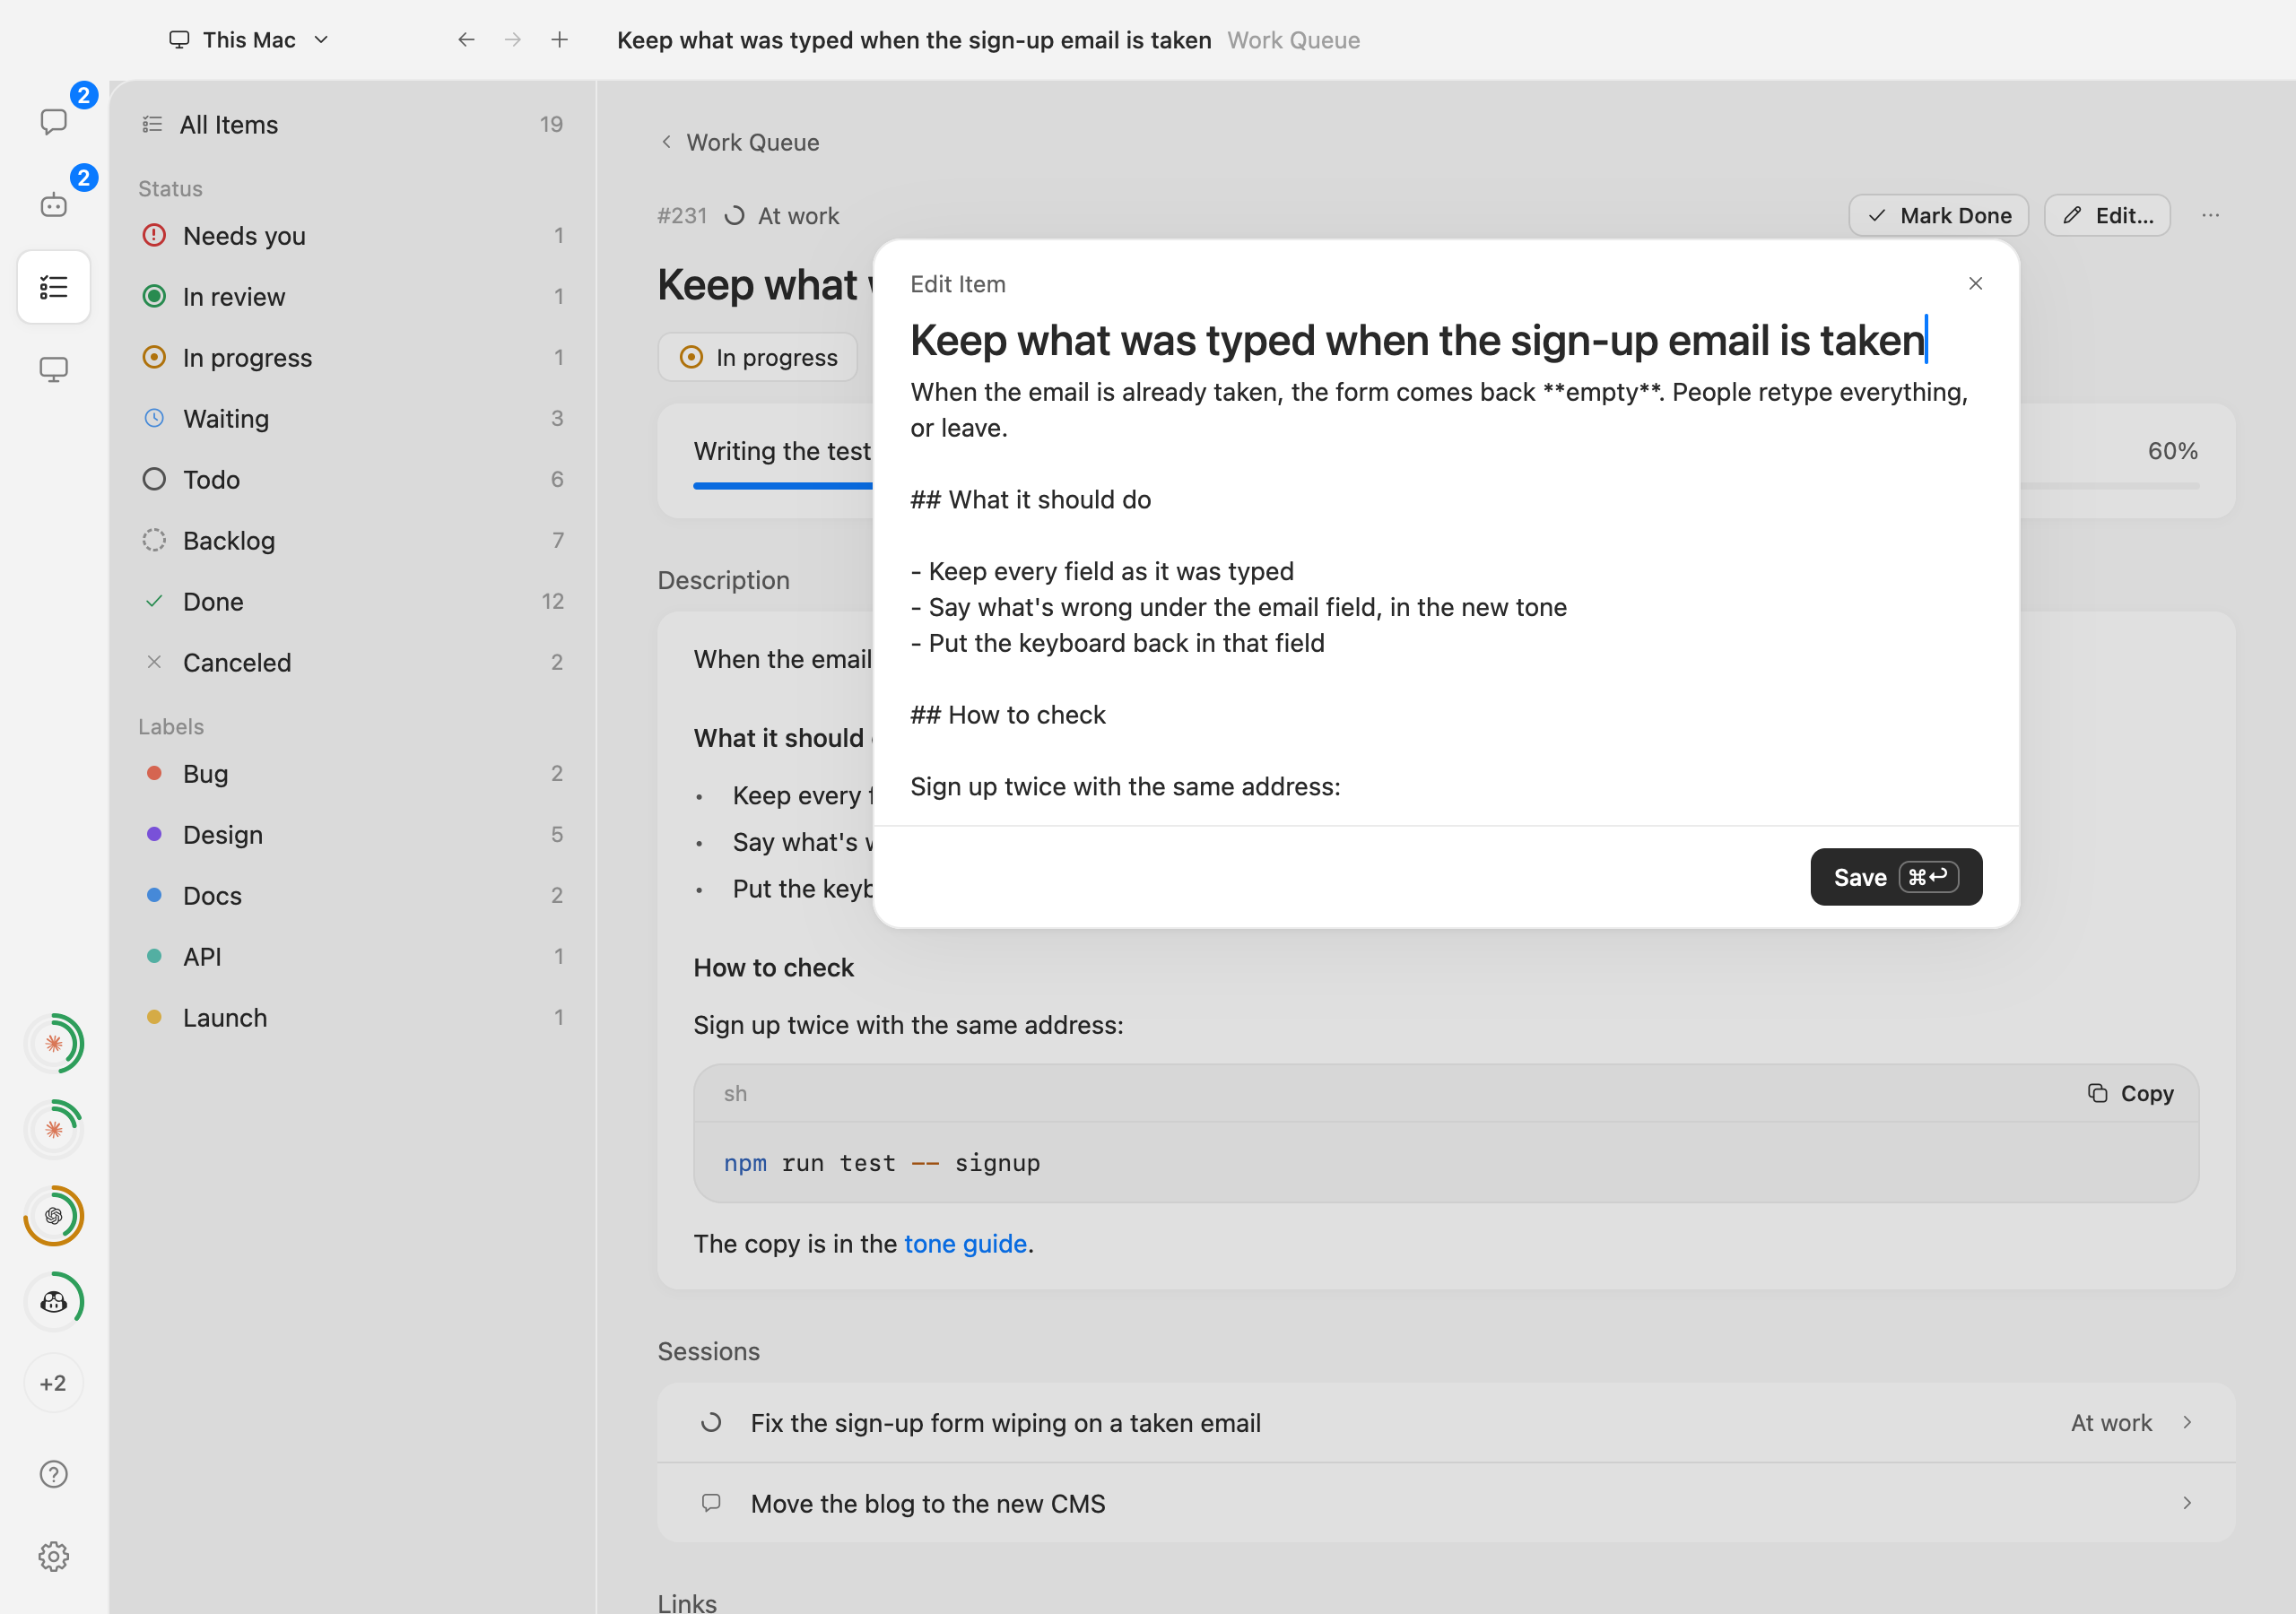 This Mac
Keep what was typed when the sign-up email is taken Work Queue
2
2
All Items 19
Status
Needs you 1
In review 1
In progress 1
Waiting 3
Todo 6
Backlog 7
Done 12
Canceled 2
Labels
Bug 2
Design 5
Docs 2
API 1
Launch 1
+2
Work Queue
#231 At work
Mark Done
Edit...
Keep what
In progress
Writing the test
60%
Description
When the email
What it should
Keep every
Say what's
Put the keyb
How to check
Sign up twice with the same address:
sh
Copy
npm run test -- signup
The copy is in the tone guide.
Sessions
Fix the sign-up form wiping on a taken email At work
Move the blog to the new CMS
Links
Edit Item
Keep what was typed when the sign-up email is taken
When the email is already taken, the form comes back **empty**. People retype everything,
or leave.
## What it should do
- Keep every field as it was typed
- Say what's wrong under the email field, in the new tone
- Put the keyboard back in that field
## How to check
Sign up twice with the same address:
Save ⌘↩